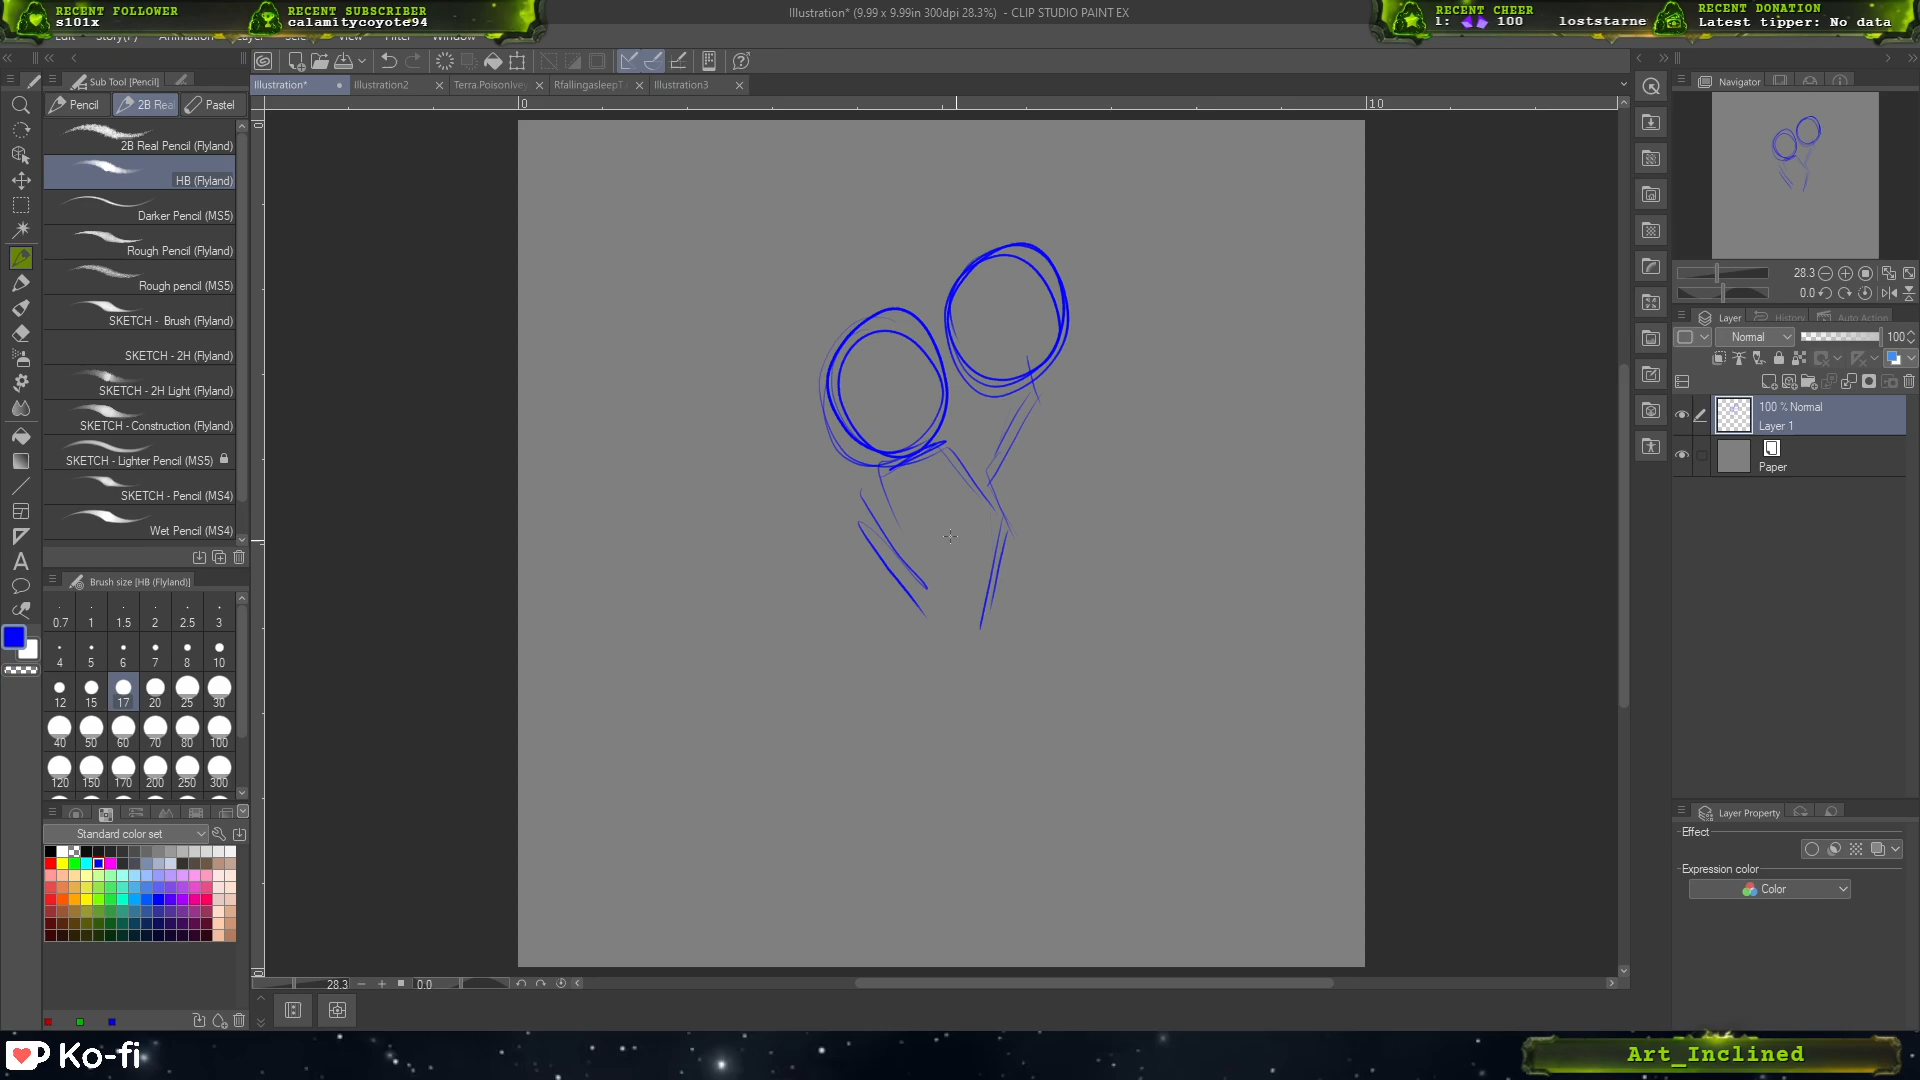 RECENT FOLLOWER
s101x
RECENT SUBSCRIBER
calamitycoyote94
Illustration* (9.99 x 9.99in 300dpi 28.3%) - CLIP STUDIO PAINT EX
RECENT CHEER
1: 100 loststarne
RECENT DONATION
Latest tipper: No data
Sub Tool [Pencil]
Illustration*
Illustration2
Terra.PoisonIvey
RfallingasleepT
Illustration3
Pencil
2B Rea
Pastel
0
10
2B Real Pencil (Flyland)
HB (Flyland)
Darker Pencil (MS5)
Rough Pencil (Flyland)
Rough pencil (MS5)
SKETCH - Brush (Flyland)
SKETCH - 2H (Flyland)
SKETCH - 2H Light (Flyland)
SKETCH - Construction (Flyland)
SKETCH - Lighter Pencil (MS5)
SKETCH - Pencil (MS4)
Wet Pencil (MS4)
Brush size [HB (Flyland)]
0.7 1 1.5 2 2.5 3
4 5 6 7 8 10
12 15 17 20 25 30
40 50 60 70 80 100
120 150 170 200 250 300
Standard color set
28.3
0.0
Navigator
28.3
0.0
Layer
History
Auto Action
Normal
100
100 % Normal
Layer 1
Paper
Layer Property
Effect
Expression color
Color
Ko-fi
Art_Inclined